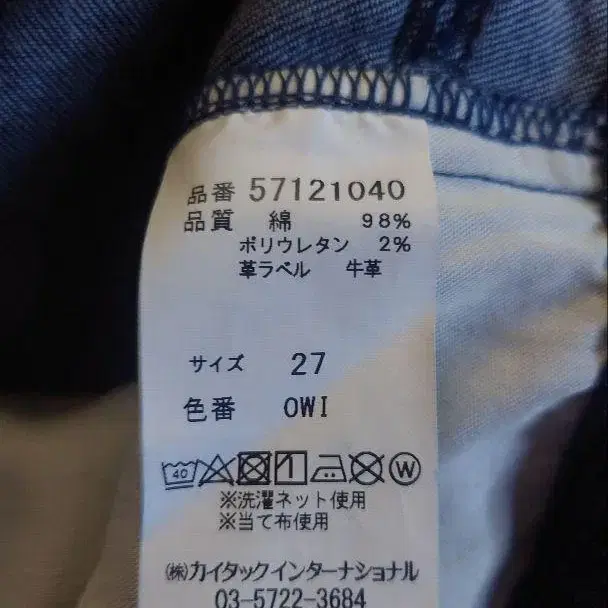 品番 57121040
品質 綿 98%
ポリウレタン 2%
革ラベル 牛革
サイズ 27
色番 OWI
40 W
※洗濯ネット使用
※当て布使用
㈱カイタックインターナショナル
03-5722-3684